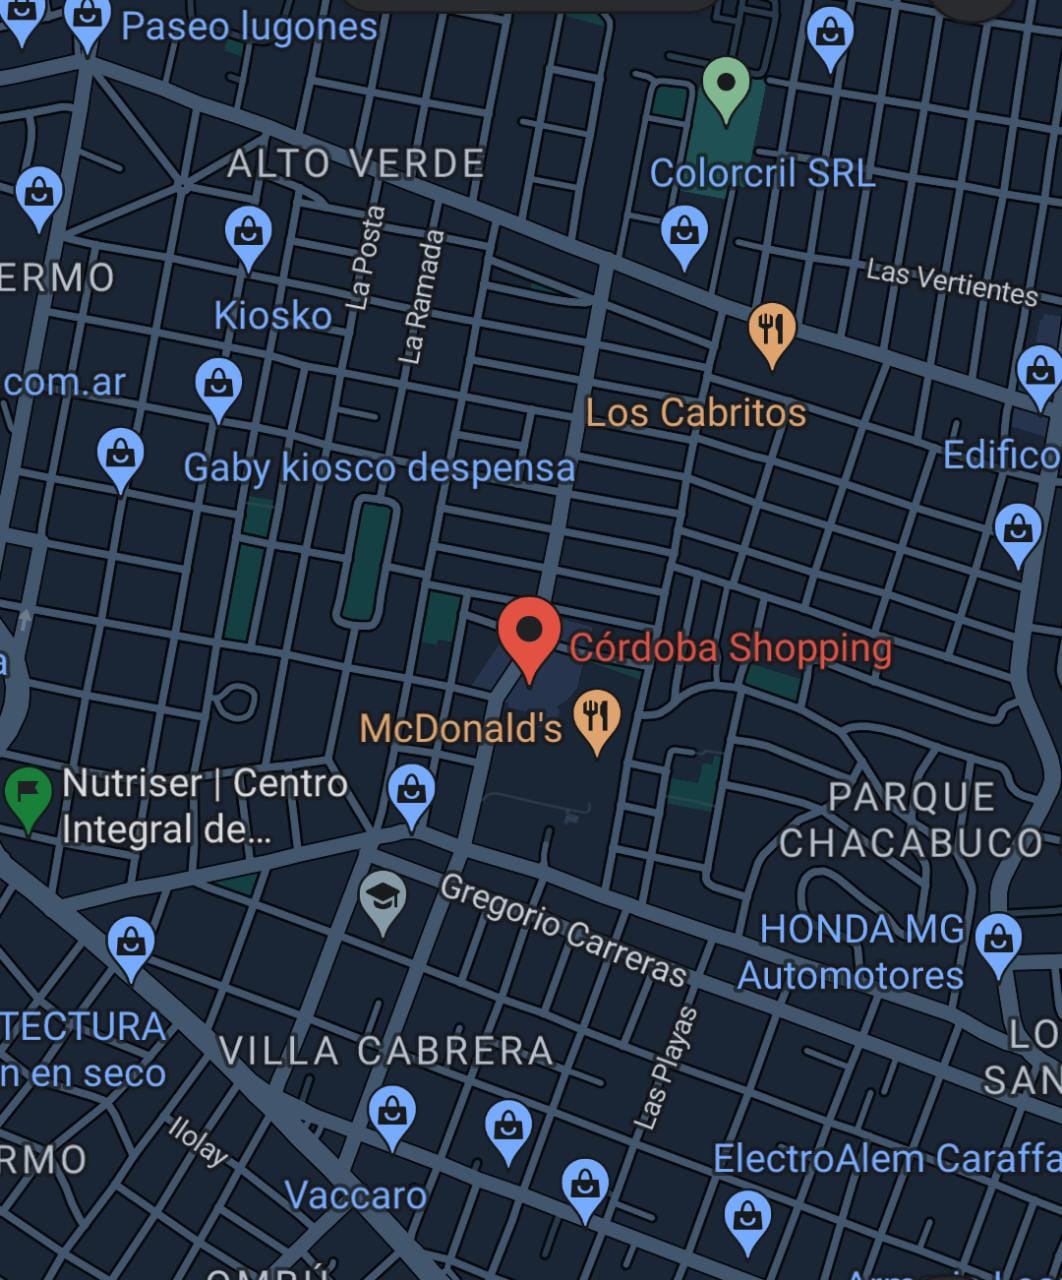 Paseo lugones
ALTO VERDE
Colorcril SRL
La Posta
La Ramada
ERMO
Las Vertientes
Kiosko
com.ar
Los Cabritos
Gaby kiosco despensa
Edifico
Córdoba Shopping
a
McDonald's
Nutriser | Centro
Integral de...
PARQUE
CHACABUCO
Gregorio Carreras
HONDA MG
Automotores
TECTURA
n en seco
VILLA CABRERA
LO
SAN
Las Playas
Ilolay
RMO
ElectroAlem Caraffa
Vaccaro